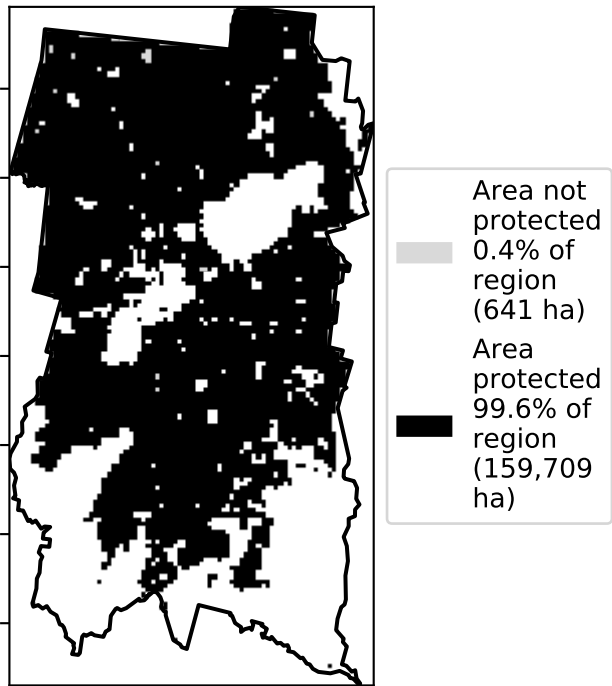 Area not
protected
0.4% of
region
(641 ha)
Area
protected
99.6% of
region
(159,709
ha)